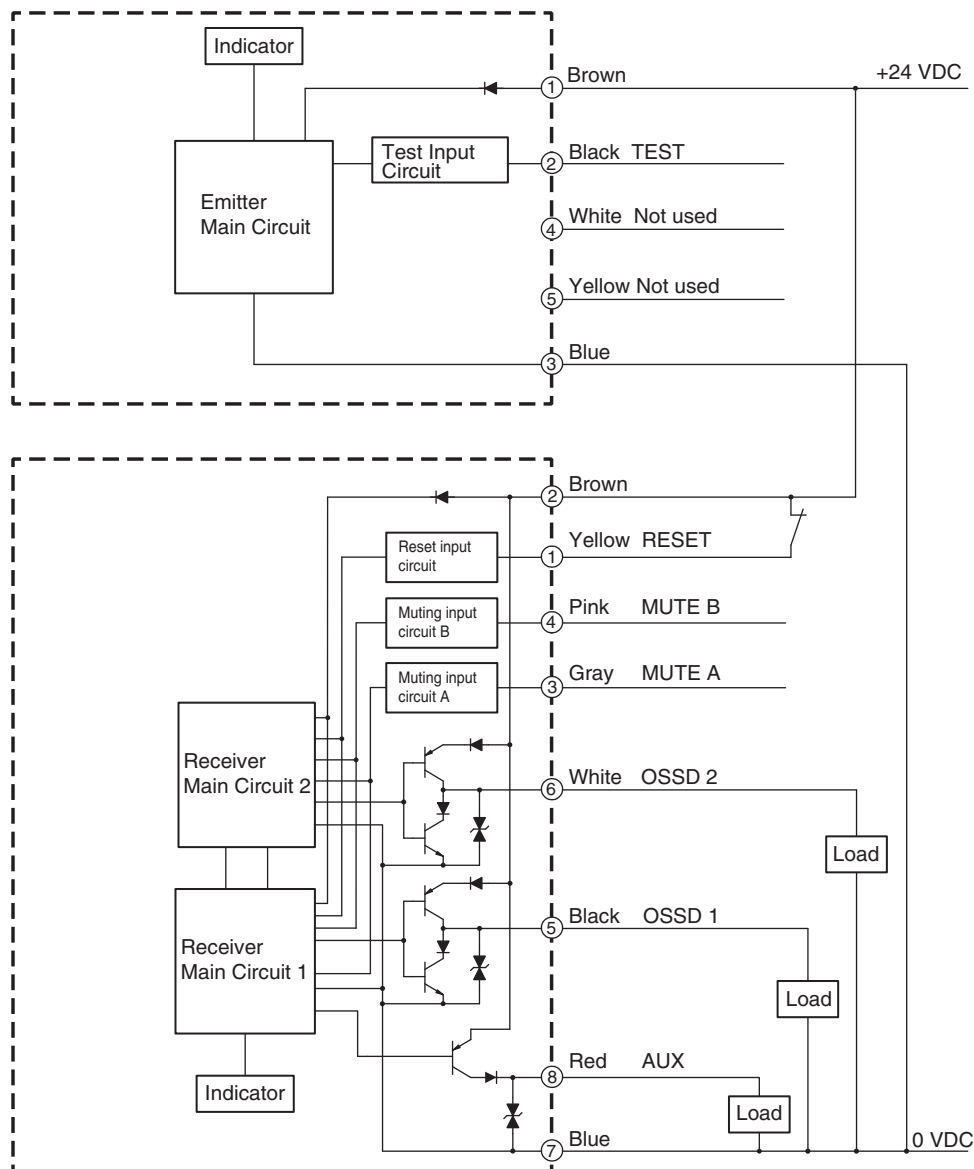 Indicator
① Brown
+24 VDC
Test Input
Circuit
② Black TEST
Emitter
Main Circuit
④ White Not used
⑤ Yellow Not used
③ Blue
② Brown
Reset input
circuit
① Yellow RESET
Muting input
circuit B
④ Pink MUTE B
Muting input
circuit A
③ Gray MUTE A
Receiver
Main Circuit 2
⑥ White OSSD 2
Load
Receiver
Main Circuit 1
⑤ Black OSSD 1
Load
Indicator
⑧ Red AUX
Load
⑦ Blue
0 VDC